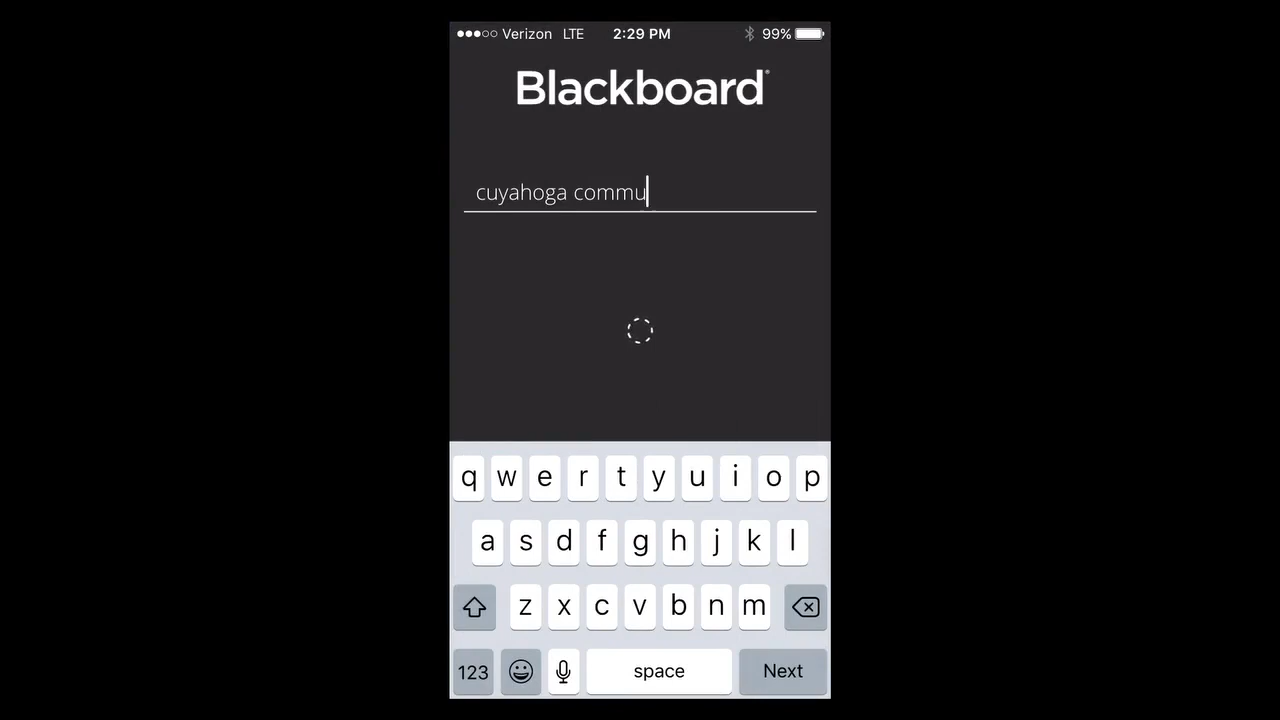 Verizon LTE 2:29 PM 99%
Blackboard®
cuyahoga commu
q w e r t y u i o p
a s d f g h j k l
z x c v b n m
123 space Next